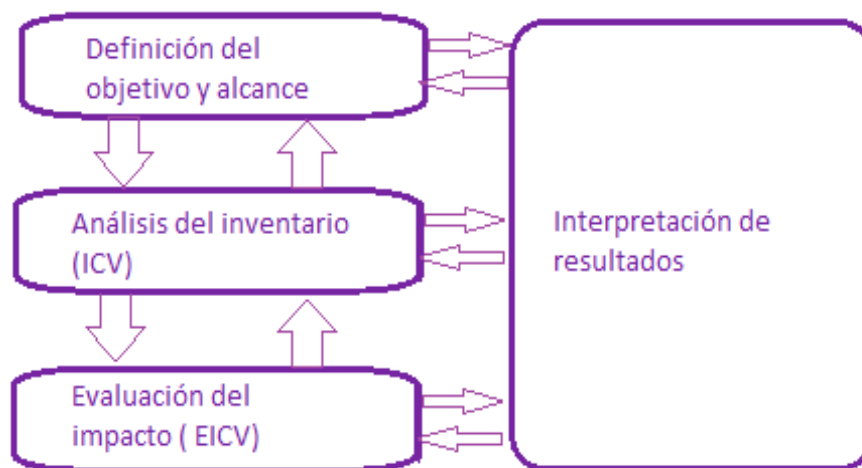 Definición del
objetivo y alcance
Análisis del inventario
(ICV)
Evaluación del
impacto ( EICV)
Interpretación de
resultados